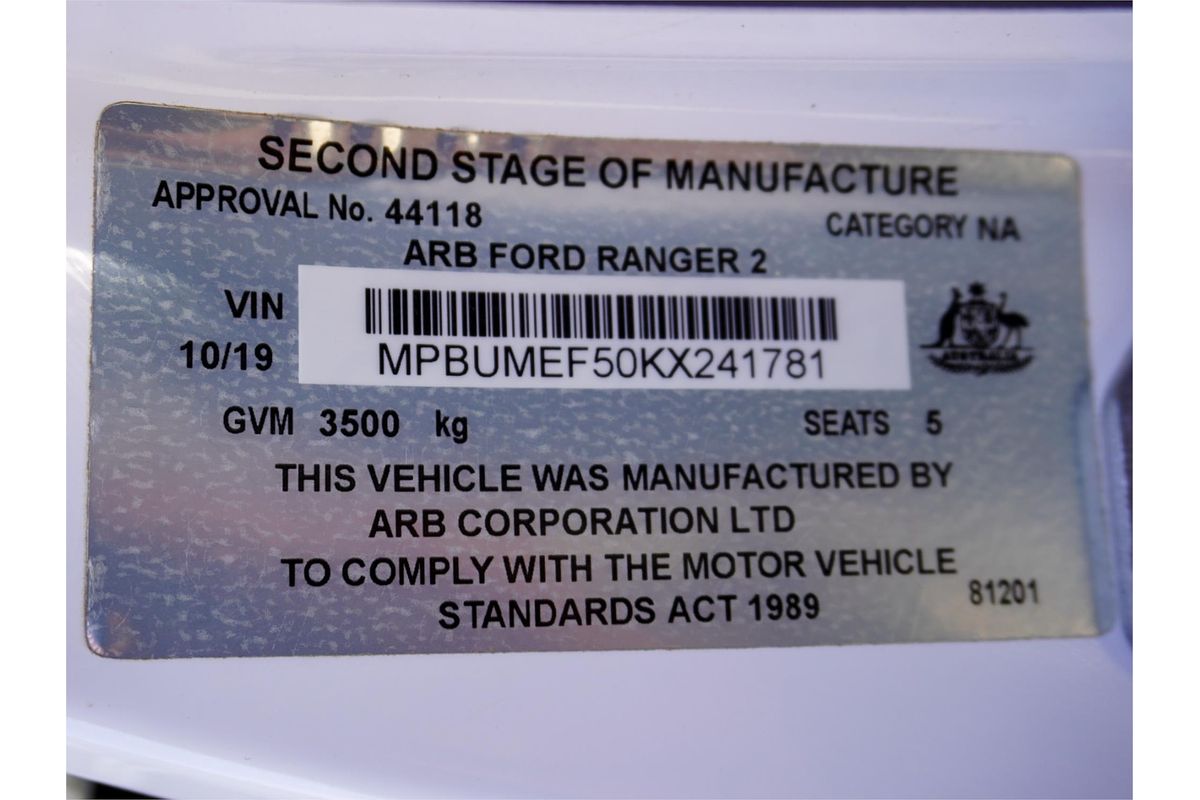 SECOND STAGE OF MANUFACTURE
APPROVAL No. 44118
CATEGORY NA
ARB FORD RANGER 2
VIN
MPBUMEF50KX241781
10/19
AUSTRALIA
GVM 3500 kg
SEATS 5
THIS VEHICLE WAS MANUFACTURED BY
ARB CORPORATION LTD
TO COMPLY WITH THE MOTOR VEHICLE
STANDARDS ACT 1989
81201